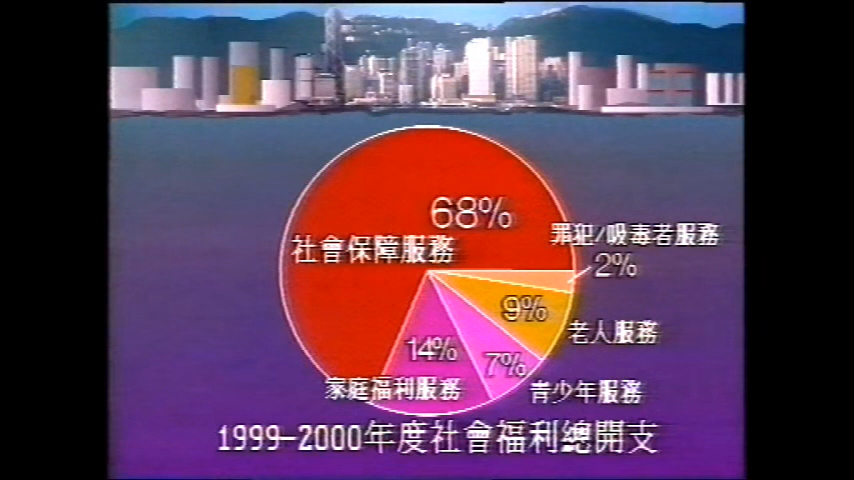 68%
社會保障服務
罪犯/吸毒者服務
2%
9%
老人服務
14%
7%
家庭福利服務
青少年服務
1999-2000年度社會福利總開支